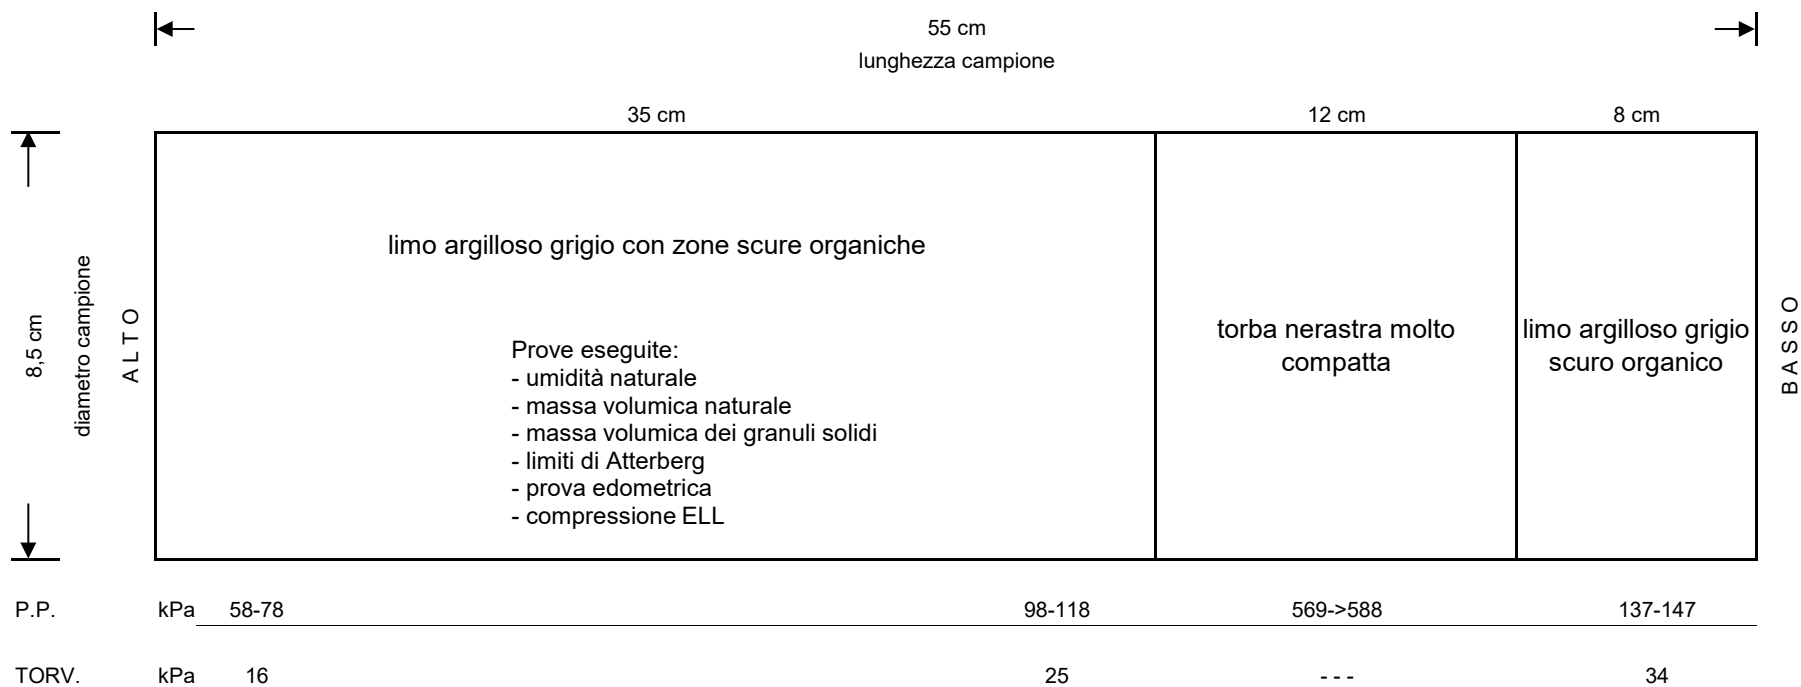 55 cm
lunghezza campione
35 cm
12 cm
8 cm
8,5 cm
diametro campione
ALTO
limo argilloso grigio con zone scure organiche
Prove eseguite:
- umidità naturale
- massa volumica naturale
- massa volumica dei granuli solidi
- limiti di Atterberg
- prova edometrica
- compressione ELL
torba nerastra molto
compatta
limo argilloso grigio
scuro organico
BASSO
P.P. kPa 58-78 98-118 569->588 137-147
TORV. kPa 16 25 --- 34